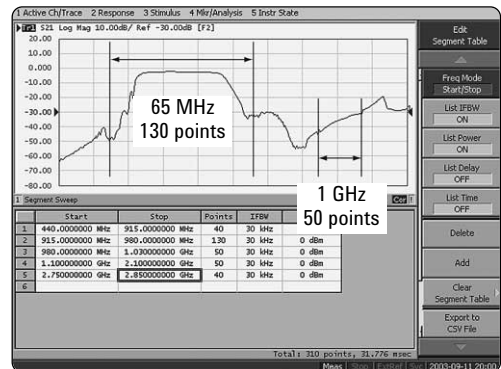 1 Active Ch/Trace 2 Response 3 Stimulus 4 Mkr/Analysis 5 Instr State
Tr1 S21 Log Mag 10.00dB/ Ref -30.00dB [F2]
20.00
10.00
0.000
-10.00
-20.00
-30.00
-40.00
-50.00
-60.00
-70.00
-80.00
65 MHz
130 points
1 GHz
50 points
1 Segment Sweep
Cor
Start Stop Points IFBW
1 440.0000000 MHz 915.0000000 MHz 40 30 kHz
2 915.0000000 MHz 980.0000000 MHz 130 30 kHz 0 dBm
3 980.0000000 MHz 1.030000000 GHz 50 30 kHz 0 dBm
4 1.100000000 GHz 2.100000000 GHz 50 30 kHz 0 dBm
5 2.750000000 GHz 2.850000000 GHz 40 30 kHz 0 dBm
6
Total: 310 points, 31.776 msec
Edit
Segment Table
Freq Mode
Start/Stop
List IFBW
ON
List Power
ON
List Delay
OFF
List Time
OFF
Delete
Add
Clear
Segment Table
Export to
CSV File
Meas Stop ExtRef Svc 2003-09-11 20:00